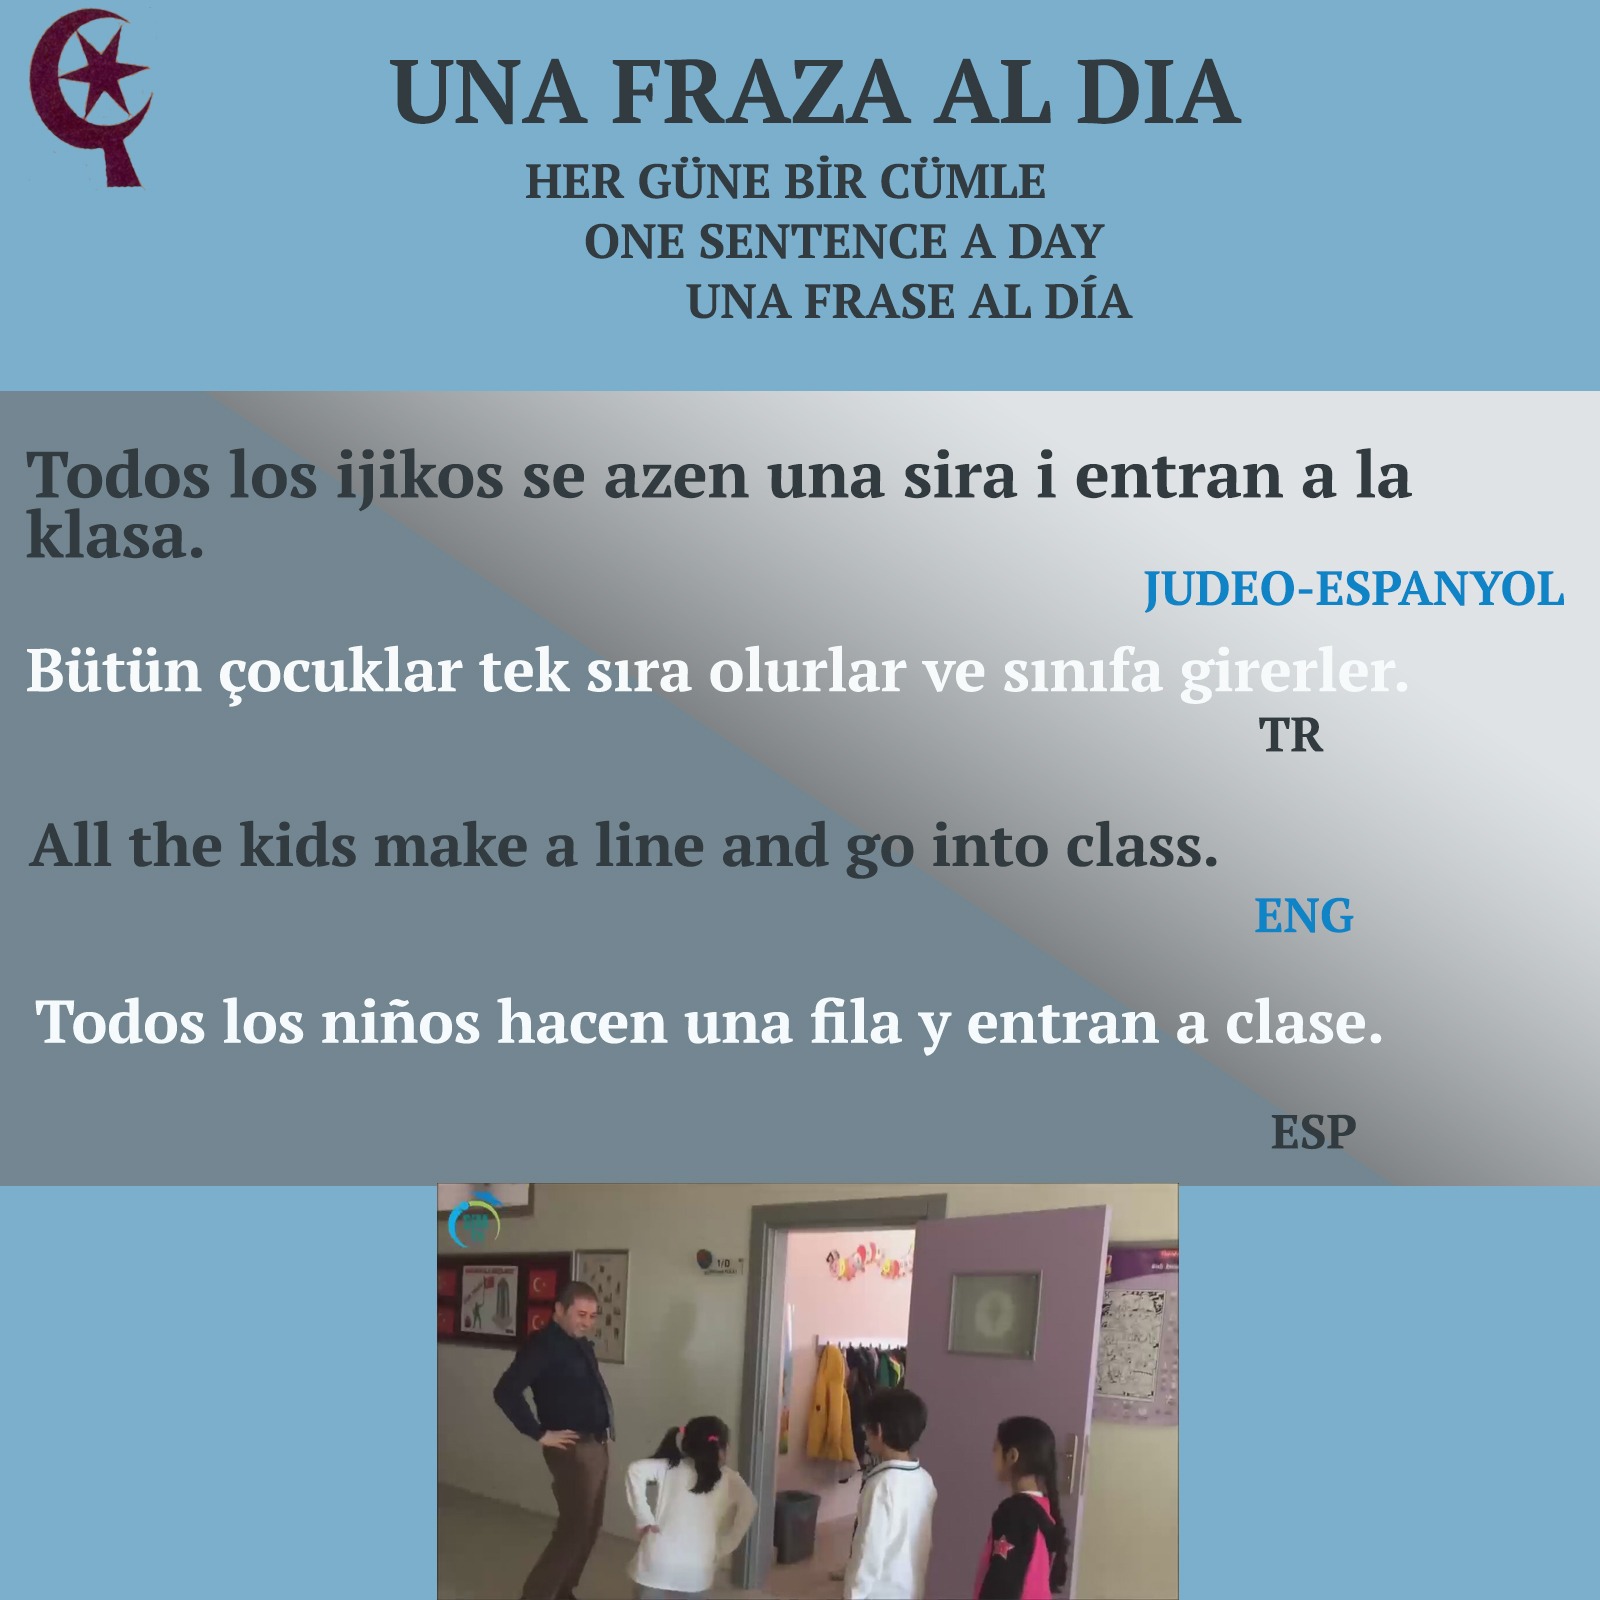 UNA FRAZA AL DIA
HER GÜNE BİR CÜMLE
ONE SENTENCE A DAY
UNA FRASE AL DÍA
Todos los ijikos se azen una sira i entran a la
klasa.
JUDEO-ESPANYOL
Bütün çocuklar tek sıra olurlar ve sınıfa girerler.
TR
All the kids make a line and go into class.
ENG
Todos los niños hacen una fila y entran a clase.
ESP
1/D